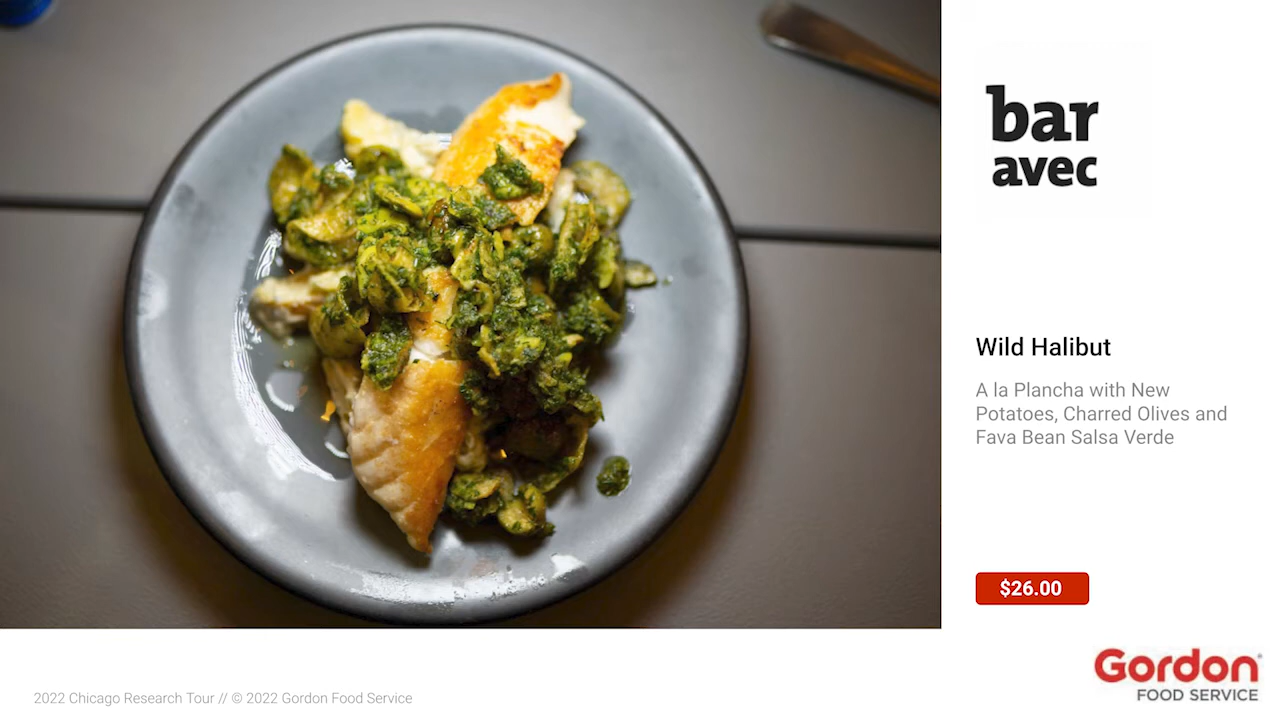 bar
avec
Wild Halibut
A la Plancha with New
Potatoes, Charred Olives and
Fava Bean Salsa Verde
$26.00
Gordon
FOOD SERVICE
2022 Chicago Research Tour // © 2022 Gordon Food Service